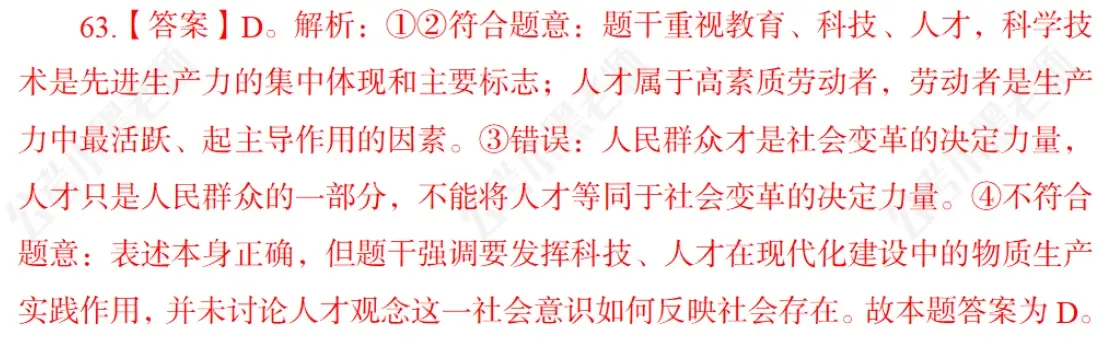 63.【答案】D。解析：①②符合题意：题干重视教育、科技、人才，科学技
术是先进生产力的集中体现和主要标志；人才属于高素质劳动者，劳动者是生产
力中最活跃、起主导作用的因素。③错误：人民群众才是社会变革的决定力量，
人才只是人民群众的一部分，不能将人才等同于社会变革的决定力量。④不符合
题意：表述本身正确，但题干强调要发挥科技、人才在现代化建设中的物质生产
实践作用，并未讨论人才观念这一社会意识如何反映社会存在。故本题答案为 D。